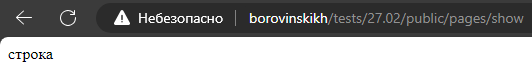 Небезопасно borovinskikh/tests/27.02/public/pages/show
строка